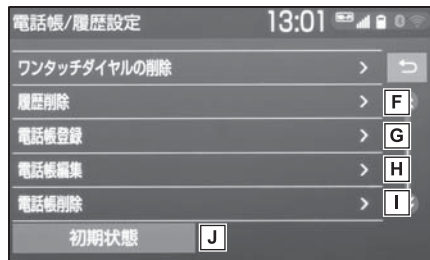 電話帳/履歴設定 13:01
ワンタッチダイヤルの削除
履歴削除 F
電話帳登録 G
電話帳編集 H
電話帳削除 I
初期状態 J